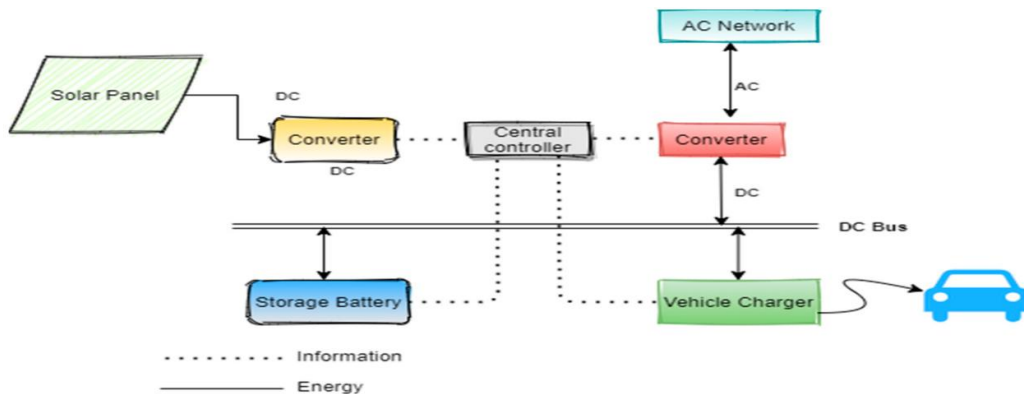 AC Network
Solar Panel
DC
AC
Converter
Central
controller
Converter
DC
DC
DC Bus
Storage Battery
Vehicle Charger
Information
Energy